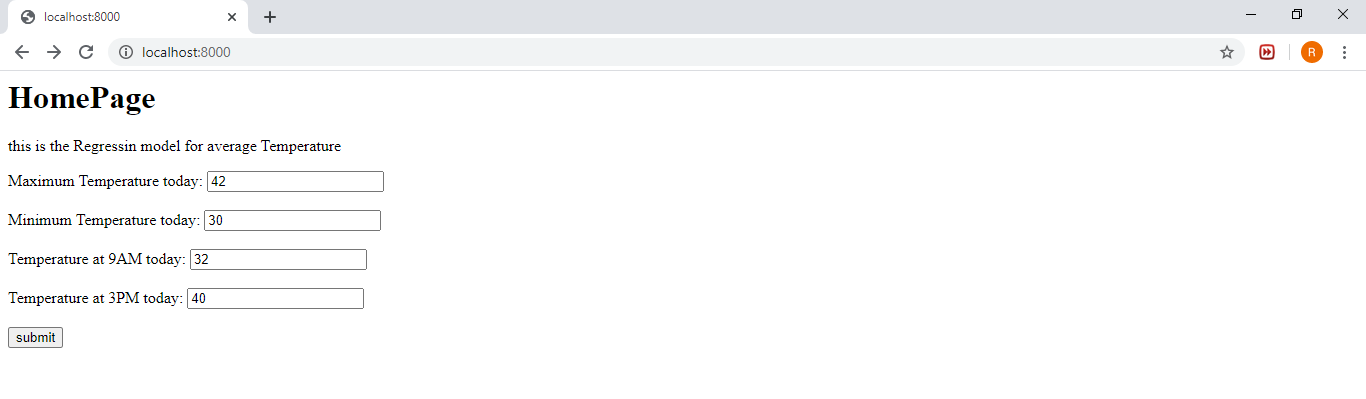 localhost:8000
localhost:8000
R
HomePage
this is the Regressin model for average Temperature
Maximum Temperature today: 42
Minimum Temperature today: 30
Temperature at 9AM today: 32
Temperature at 3PM today: 40
submit